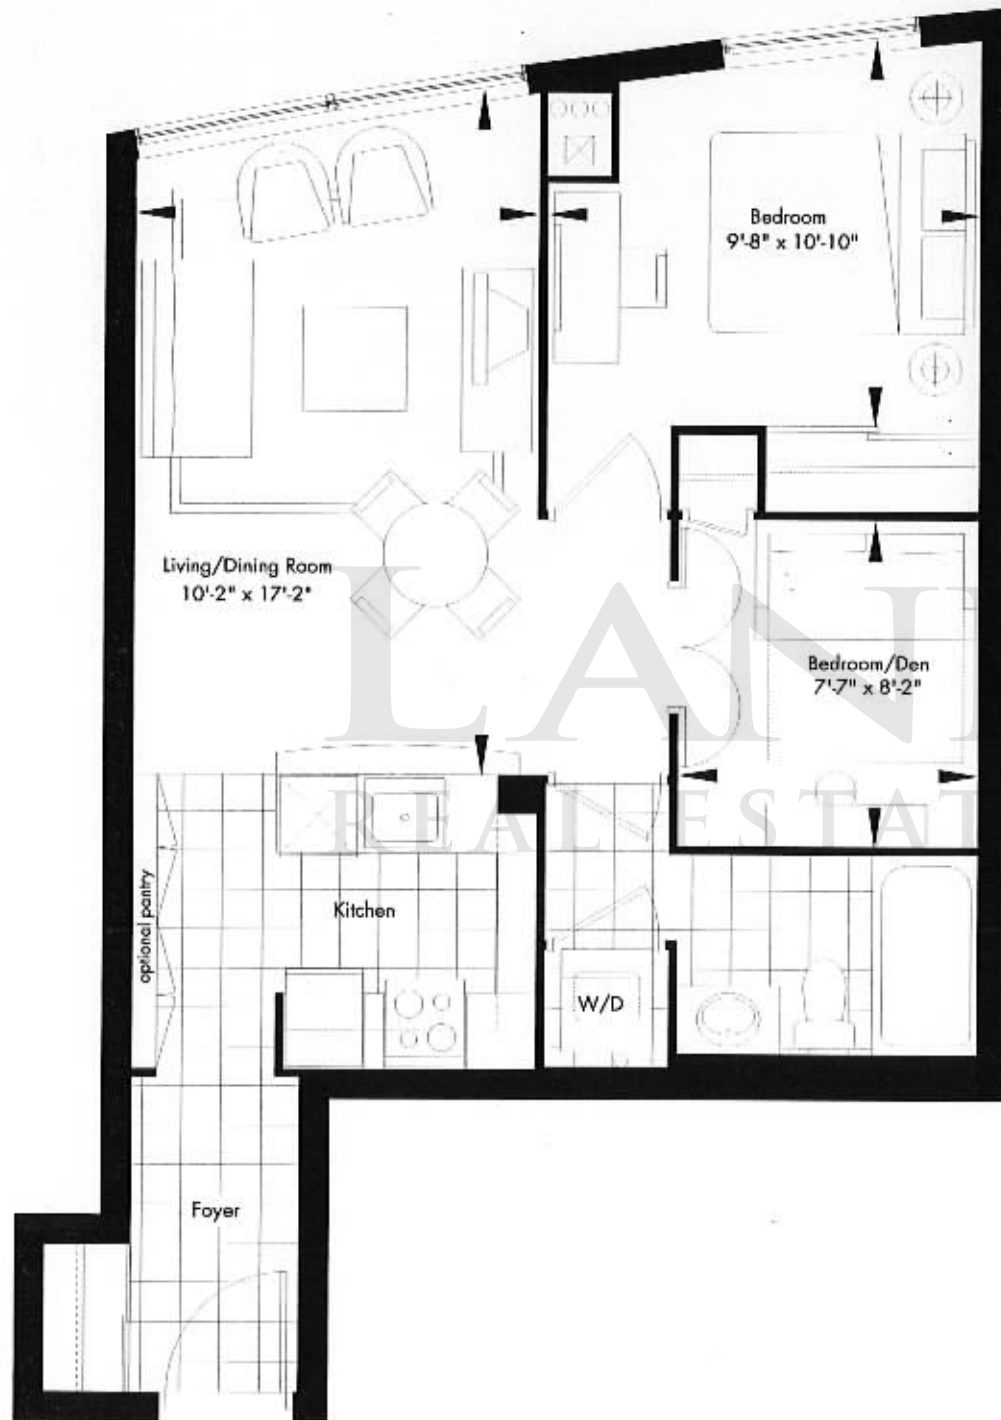 Bedroom
9'-8" x 10'-10"
Living/Dining Room
10'-2" x 17'-2"
Bedroom/Den
7'-7" x 8'-2"
LAN
REAL ESTAT
optional pantry
Kitchen
W/D
Foyer